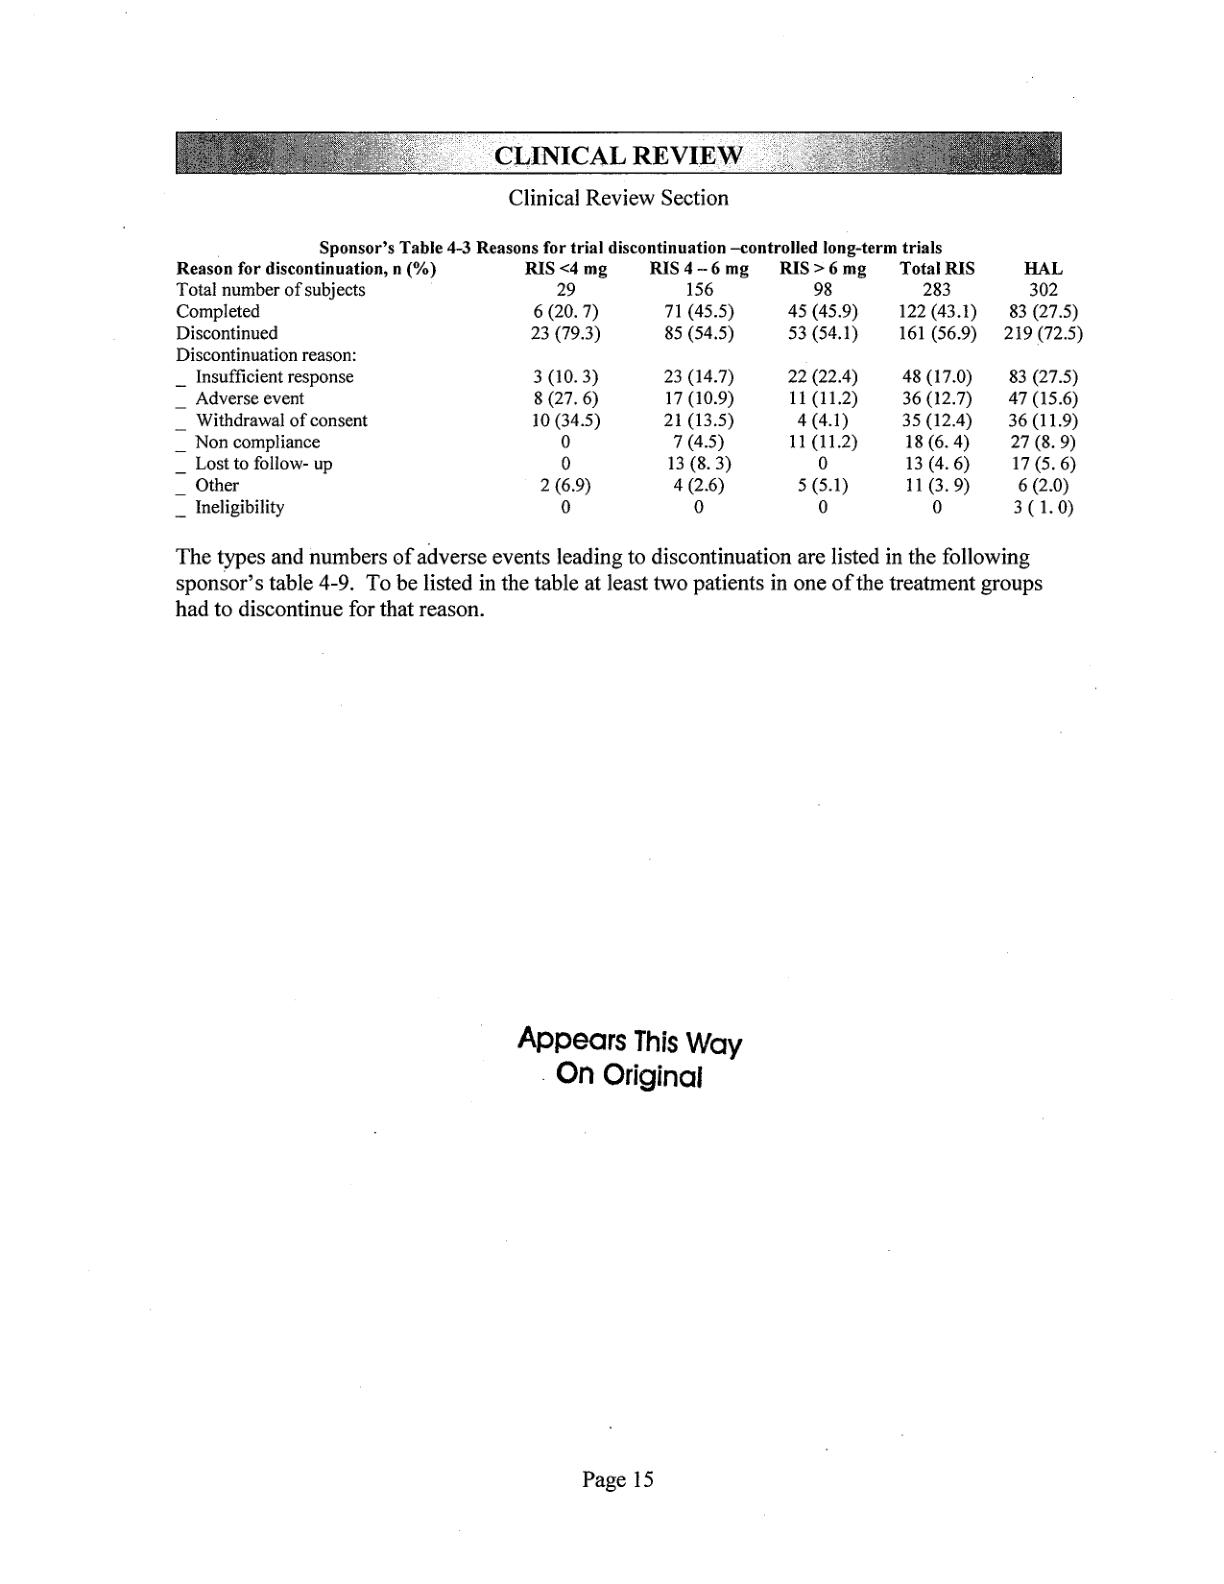 CLINICAL REVIEW
Clinical Review Section
Sponsor's Table 4-3 Reasons for trial discontinuation –controlled long-term trials
Reason for discontinuation, n (%) RIS <4 mg RIS 4 – 6 mg RIS > 6 mg Total RIS HAL
Total number of subjects 29 156 98 283 302
Completed 6 (20. 7) 71 (45.5) 45 (45.9) 122 (43.1) 83 (27.5)
Discontinued 23 (79.3) 85 (54.5) 53 (54.1) 161 (56.9) 219 (72.5)
Discontinuation reason:
_ Insufficient response 3 (10. 3) 23 (14.7) 22 (22.4) 48 (17.0) 83 (27.5)
_ Adverse event 8 (27. 6) 17 (10.9) 11 (11.2) 36 (12.7) 47 (15.6)
_ Withdrawal of consent 10 (34.5) 21 (13.5) 4 (4.1) 35 (12.4) 36 (11.9)
_ Non compliance 0 7 (4.5) 11 (11.2) 18 (6. 4) 27 (8. 9)
_ Lost to follow- up 0 13 (8. 3) 0 13 (4. 6) 17 (5. 6)
_ Other 2 (6.9) 4 (2.6) 5 (5.1) 11 (3. 9) 6 (2.0)
_ Ineligibility 0 0 0 0 3 ( 1. 0)
The types and numbers of adverse events leading to discontinuation are listed in the following
sponsor's table 4-9. To be listed in the table at least two patients in one of the treatment groups
had to discontinue for that reason.
Appears This Way
On Original
Page 15